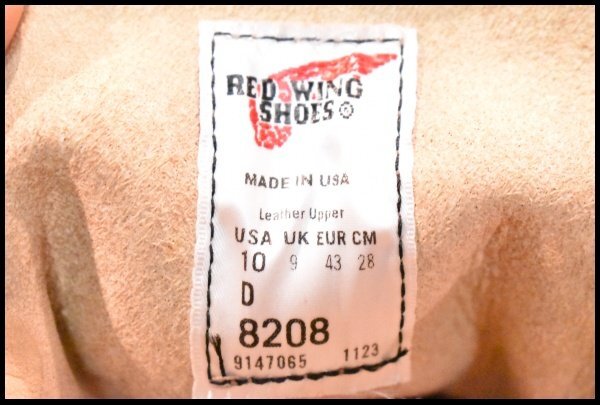 RED WING
SHOES®
MADE IN USA
Leather Upper
USA UK EUR CM
10 9 43 28
D
8208
9147065 1123